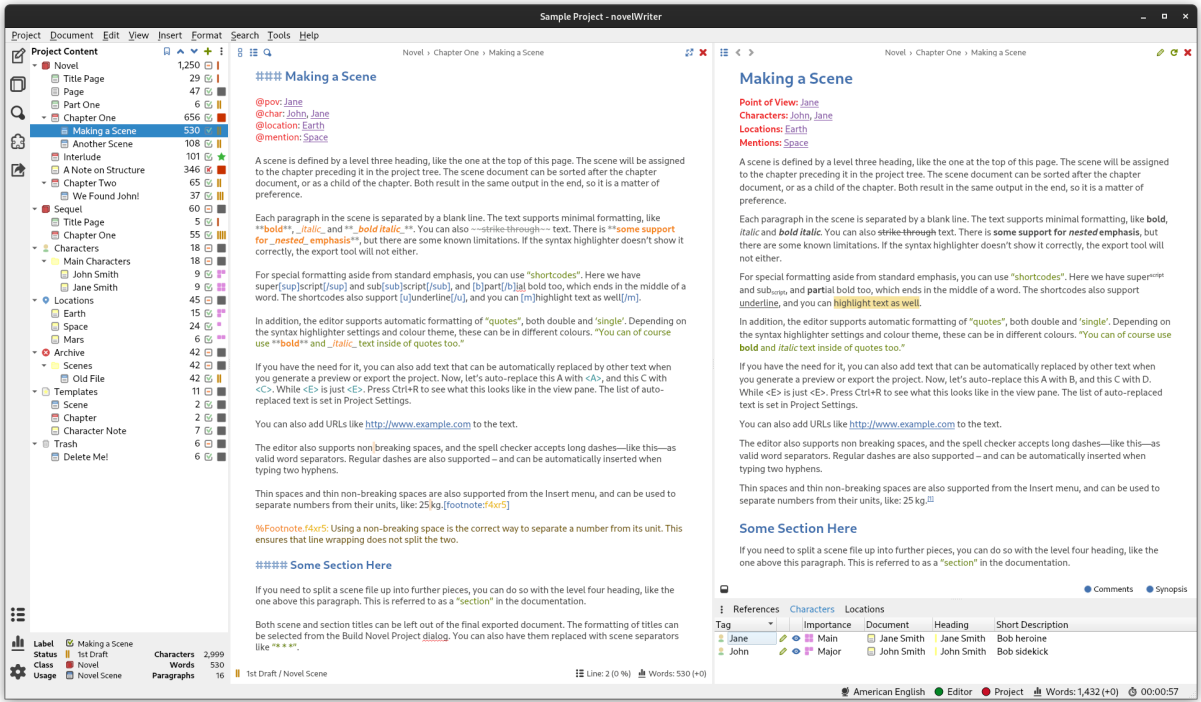 Sample Project - novelWriter
Project Document Edit View Insert Format Search Tools Help
Project Content
Novel 1,250
Title Page 29
Page 47
Part One 6
Chapter One 656
Making a Scene 530
Another Scene 108
Interlude 101
A Note on Structure 346
Chapter Two 65
We Found John! 37
Sequel 60
Title Page 5
Chapter One 55
Characters 18
Main Characters 18
John Smith 9
Jane Smith 9
Locations 45
Earth 15
Space 24
Mars 6
Archive 42
Scenes 42
Old File 42
Templates 11
Scene 2
Chapter 2
Character Note 7
Trash 6
Delete Me! 6
Label Making a Scene
Status 1st Draft Characters 2,999
Class Novel Words 530
Usage Novel Scene Paragraphs 16
Novel › Chapter One › Making a Scene
### Making a Scene
@pov: Jane
@char: John, Jane
@location: Earth
@mention: Space
A scene is defined by a level three heading, like the one at the top of this page. The scene will be assigned
to the chapter preceding it in the project tree. The scene document can be sorted after the chapter
document, or as a child of the chapter. Both result in the same output in the end, so it is a matter of
preference.
Each paragraph in the scene is separated by a blank line. The text supports minimal formatting, like
**bold**, _italic_ and **_bold italic_**. You can also ~~strike through~~ text. There is **some support
for _nested_ emphasis**, but there are some known limitations. If the syntax highlighter doesn’t show it
correctly, the export tool will not either.
For special formatting aside from standard emphasis, you can use “shortcodes”. Here we have
super[sup]script[/sup] and sub[sub]script[/sub], and [b]part[/b]ial bold too, which ends in the middle of a
word. The shortcodes also support [u]underline[/u], and you can [m]highlight text as well[/m].
In addition, the editor supports automatic formatting of “quotes”, both double and ‘single’. Depending on
the syntax highlighter settings and colour theme, these can be in different colours. “You can of course
use **bold** and _italic_ text inside of quotes too.”
If you have the need for it, you can also add text that can be automatically replaced by other text when
you generate a preview or export the project. Now, let’s auto-replace this A with <A>, and this C with
<C>. While <E> is just <E>. Press Ctrl+R to see what this looks like in the view pane. The list of auto-
replaced text is set in Project Settings.
You can also add URLs like http://www.example.com to the text.
The editor also supports non breaking spaces, and the spell checker accepts long dashes—like this—as
valid word separators. Regular dashes are also supported – and can be automatically inserted when
typing two hyphens.
Thin spaces and thin non-breaking spaces are also supported from the Insert menu, and can be used to
separate numbers from their units, like: 25 kg.[footnote:f4xr5]
%Footnote.f4xr5: Using a non-breaking space is the correct way to separate a number from its unit. This
ensures that line wrapping does not split the two.
#### Some Section Here
If you need to split a scene file up into further pieces, you can do so with the level four heading, like the
one above this paragraph. This is referred to as a “section” in the documentation.
Both scene and section titles can be left out of the final exported document. The formatting of titles can
be selected from the Build Novel Project dialog. You can also have them replaced with scene separators
like “* * *”.
1st Draft / Novel Scene Line: 2 (0 %) Words: 530 (+0)
Novel › Chapter One › Making a Scene
Making a Scene
Point of View: Jane
Characters: John, Jane
Locations: Earth
Mentions: Space
A scene is defined by a level three heading, like the one at the top of this page. The scene will be assigned
to the chapter preceding it in the project tree. The scene document can be sorted after the chapter
document, or as a child of the chapter. Both result in the same output in the end, so it is a matter of
preference.
Each paragraph in the scene is separated by a blank line. The text supports minimal formatting, like bold,
italic and bold italic. You can also strike through text. There is some support for nested emphasis, but
there are some known limitations. If the syntax highlighter doesn’t show it correctly, the export tool will
not either.
For special formatting aside from standard emphasis, you can use “shortcodes”. Here we have superscript
and subscript, and partial bold too, which ends in the middle of a word. The shortcodes also support
underline, and you can highlight text as well.
In addition, the editor supports automatic formatting of “quotes”, both double and ‘single’. Depending on
the syntax highlighter settings and colour theme, these can be in different colours. “You can of course use
bold and italic text inside of quotes too.”
If you have the need for it, you can also add text that can be automatically replaced by other text when
you generate a preview or export the project. Now, let’s auto-replace this A with B, and this C with D.
While <E> is just <E>. Press Ctrl+R to see what this looks like in the view pane. The list of auto-replaced
text is set in Project Settings.
You can also add URLs like http://www.example.com to the text.
The editor also supports non breaking spaces, and the spell checker accepts long dashes—like this—as
valid word separators. Regular dashes are also supported – and can be automatically inserted when
typing two hyphens.
Thin spaces and thin non-breaking spaces are also supported from the Insert menu, and can be used to
separate numbers from their units, like: 25 kg.[1]
Some Section Here
If you need to split a scene file up into further pieces, you can do so with the level four heading, like the
one above this paragraph. This is referred to as a “section” in the documentation.
Comments Synopsis
References Characters Locations
Tag Importance Document Heading Short Description
Jane Main Jane Smith Jane Smith Bob heroine
John Major John Smith John Smith Bob sidekick
American English Editor Project Words: 1,432 (+0) 00:00:57